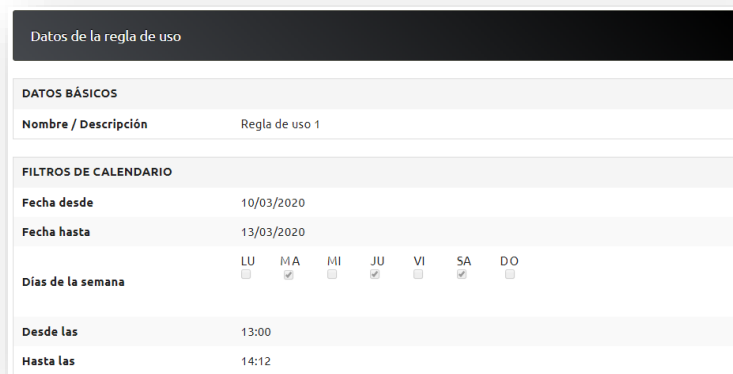 Datos de la regla de uso
DATOS BÁSICOS
Nombre / Descripción Regla de uso 1
FILTROS DE CALENDARIO
Fecha desde 10/03/2020
Fecha hasta 13/03/2020
LU MA MI JU VI SA DO
Días de la semana
Desde las 13:00
Hasta las 14:12